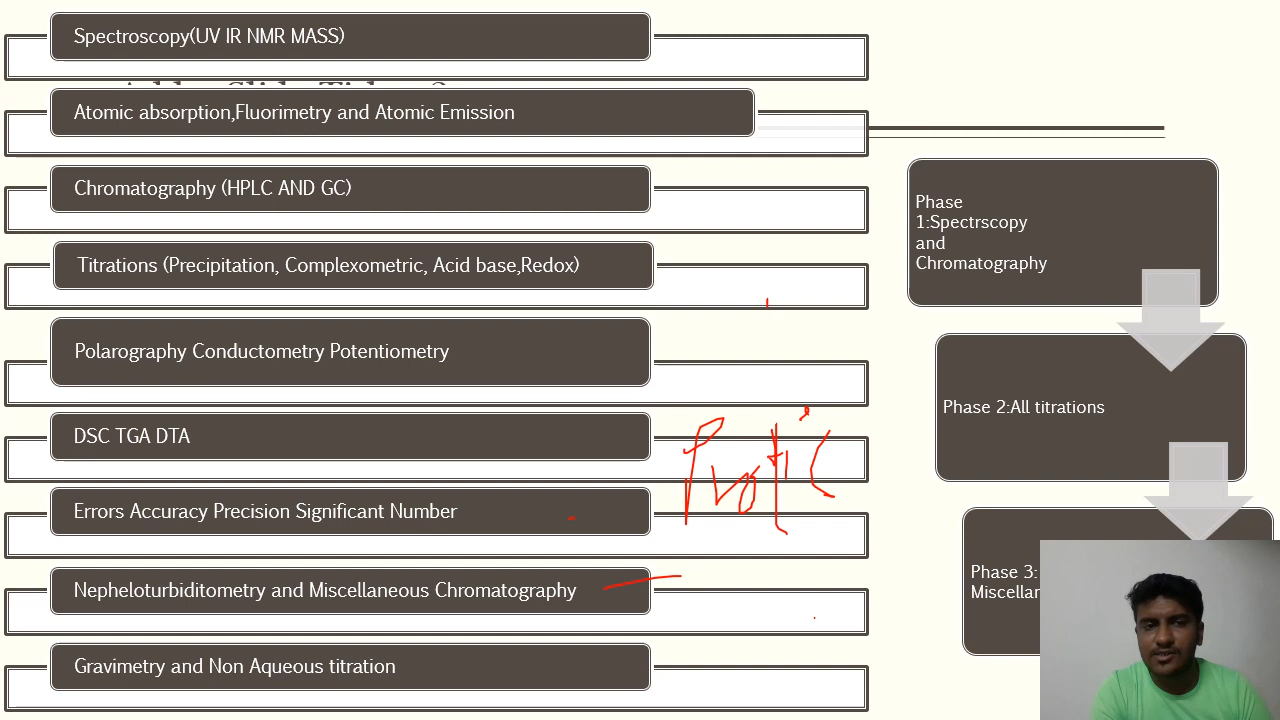 Spectroscopy(UV IR NMR MASS)
Atomic absorption,Fluorimetry and Atomic Emission
Chromatography (HPLC AND GC)
Titrations (Precipitation, Complexometric, Acid base,Redox)
Polarography Conductometry Potentiometry
DSC TGA DTA
Errors Accuracy Precision Significant Number
Nepheloturbiditometry and Miscellaneous Chromatography
Gravimetry and Non Aqueous titration
Protic
Phase
1:Spectrscopy
and
Chromatography
Phase 2:All titrations
Phase 3: